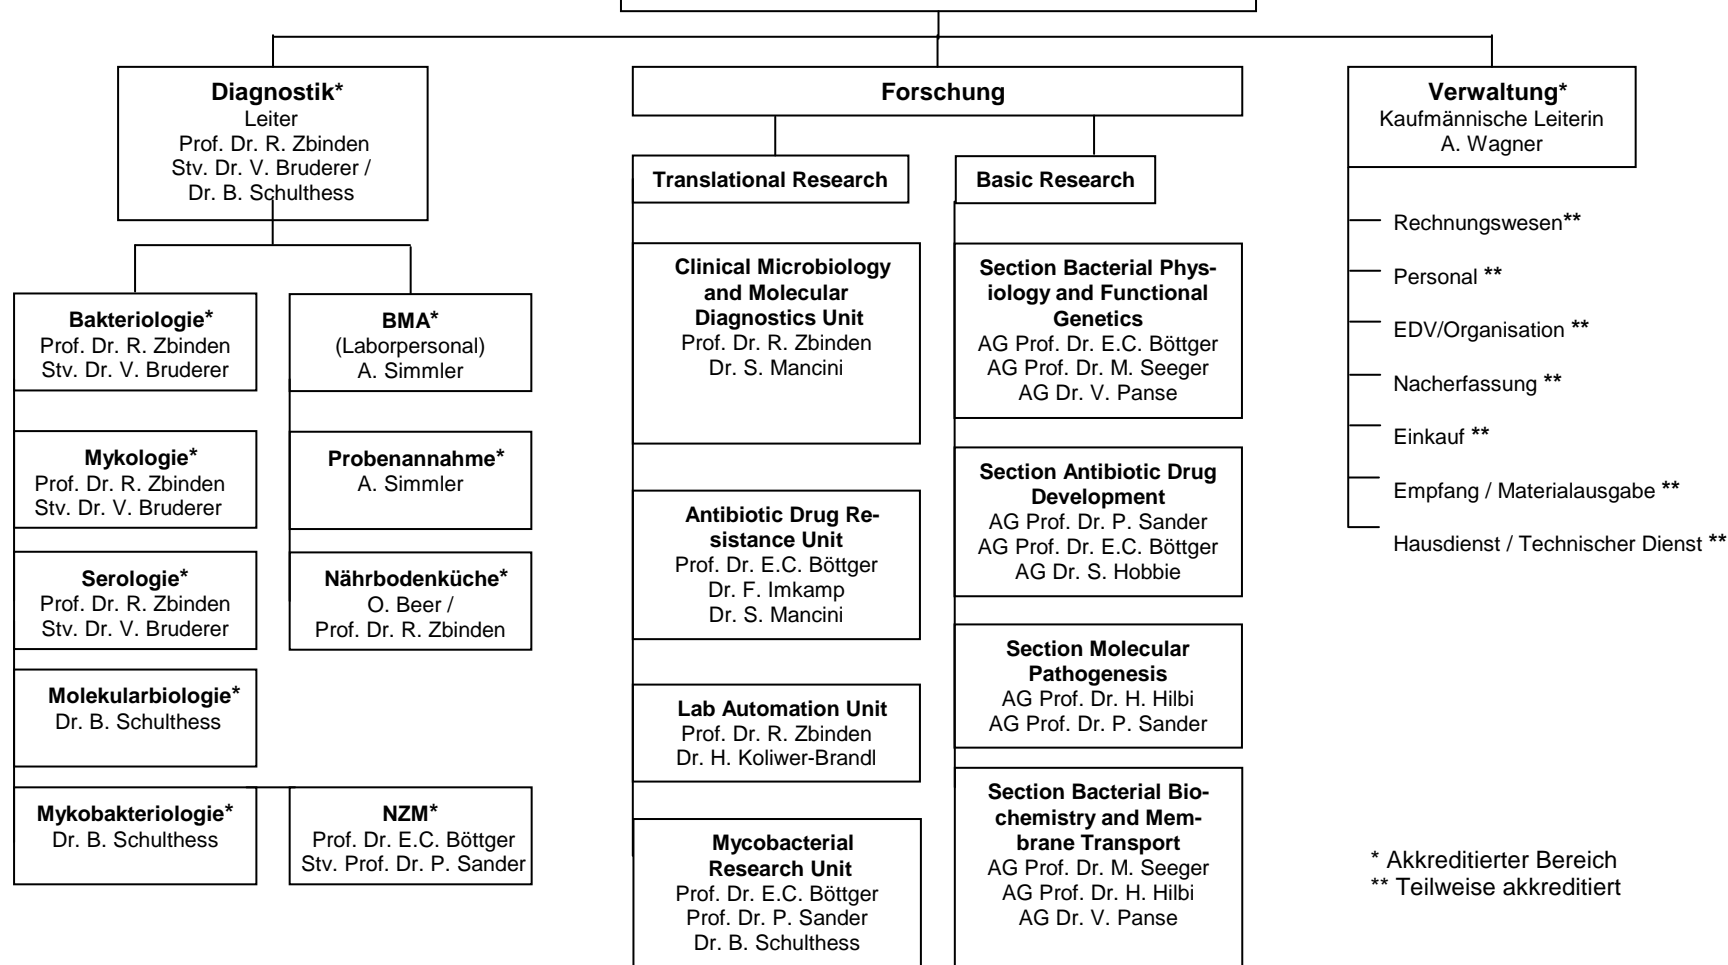 Diagnostik*
Leiter
Prof. Dr. R. Zbinden
Stv. Dr. V. Bruderer /
Dr. B. Schulthess
Bakteriologie*
Prof. Dr. R. Zbinden
Stv. Dr. V. Bruderer
Mykologie*
Prof. Dr. R. Zbinden
Stv. Dr. V. Bruderer
Serologie*
Prof. Dr. R. Zbinden
Stv. Dr. V. Bruderer
Molekularbiologie*
Dr. B. Schulthess
Mykobakteriologie*
Dr. B. Schulthess
BMA*
(Laborpersonal)
A. Simmler
Probenannahme*
A. Simmler
Nährbodenküche*
O. Beer /
Prof. Dr. R. Zbinden
NZM*
Prof. Dr. E.C. Böttger
Stv. Prof. Dr. P. Sander
Forschung
Translational Research
Clinical Microbiology
and Molecular
Diagnostics Unit
Prof. Dr. R. Zbinden
Dr. S. Mancini
Antibiotic Drug Re-
sistance Unit
Prof. Dr. E.C. Böttger
Dr. F. Imkamp
Dr. S. Mancini
Lab Automation Unit
Prof. Dr. R. Zbinden
Dr. H. Koliwer-Brandl
Mycobacterial
Research Unit
Prof. Dr. E.C. Böttger
Prof. Dr. P. Sander
Dr. B. Schulthess
Basic Research
Section Bacterial Phys-
iology and Functional
Genetics
AG Prof. Dr. E.C. Böttger
AG Prof. Dr. M. Seeger
AG Dr. V. Panse
Section Antibiotic Drug
Development
AG Prof. Dr. P. Sander
AG Prof. Dr. E.C. Böttger
AG Dr. S. Hobbie
Section Molecular
Pathogenesis
AG Prof. Dr. H. Hilbi
AG Prof. Dr. P. Sander
Section Bacterial Bio-
chemistry and Mem-
brane Transport
AG Prof. Dr. M. Seeger
AG Prof. Dr. H. Hilbi
AG Dr. V. Panse
Verwaltung*
Kaufmännische Leiterin
A. Wagner
Rechnungswesen**
Personal **
EDV/Organisation **
Nacherfassung **
Einkauf **
Empfang / Materialausgabe **
Hausdienst / Technischer Dienst **
* Akkreditierter Bereich
** Teilweise akkreditiert